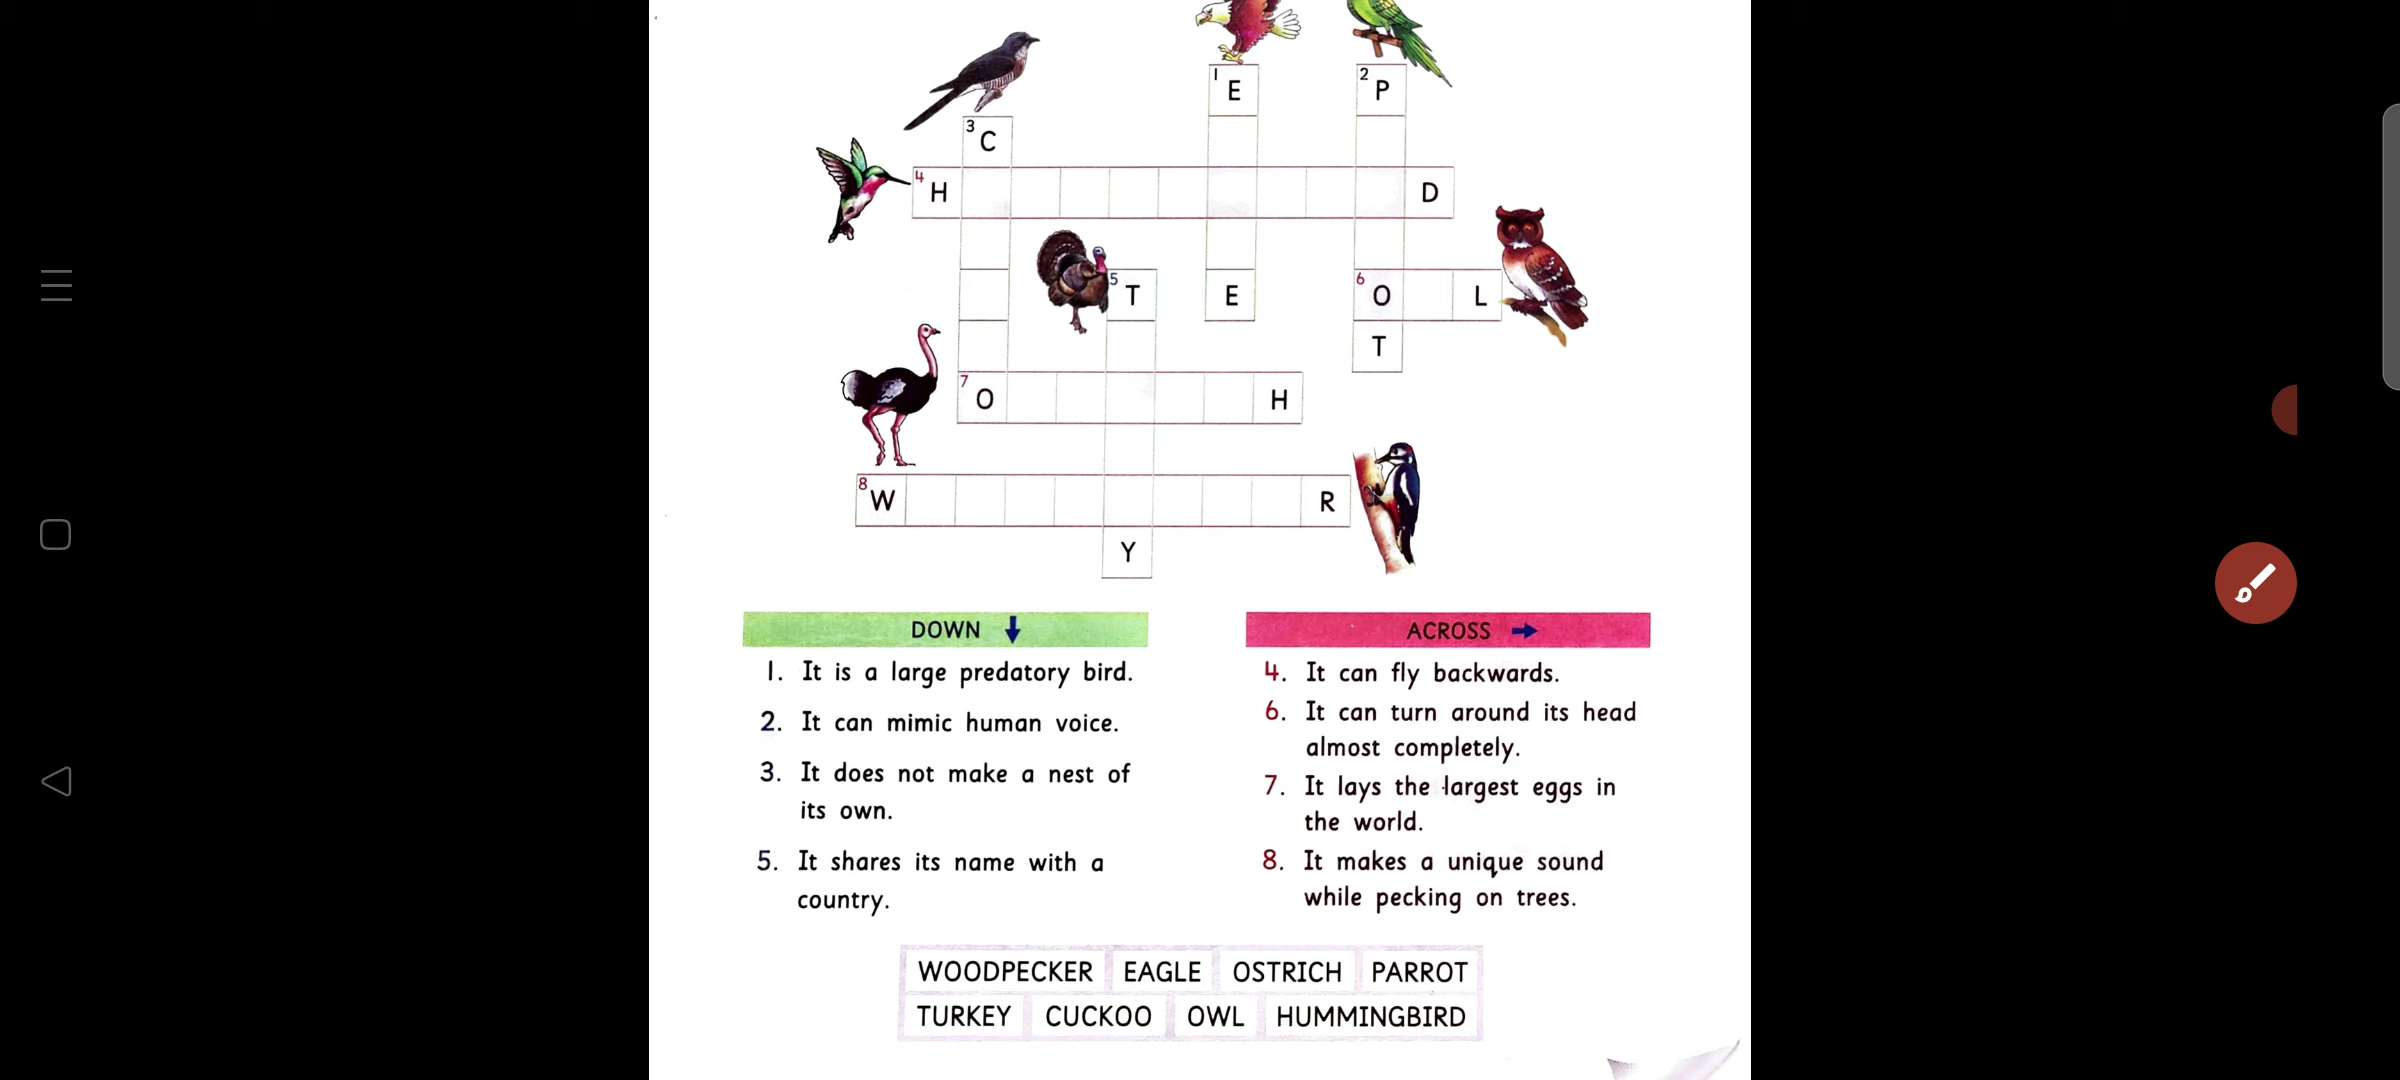 1 E 2 P
3 C
4 H D
5 T E 6 O L
T
7 O H
8 W R
Y
DOWN
1. It is a large predatory bird.
2. It can mimic human voice.
3. It does not make a nest of
its own.
5. It shares its name with a
country.
ACROSS
4. It can fly backwards.
6. It can turn around its head
almost completely.
7. It lays the largest eggs in
the world.
8. It makes a unique sound
while pecking on trees.
WOODPECKER EAGLE OSTRICH PARROT
TURKEY CUCKOO OWL HUMMINGBIRD